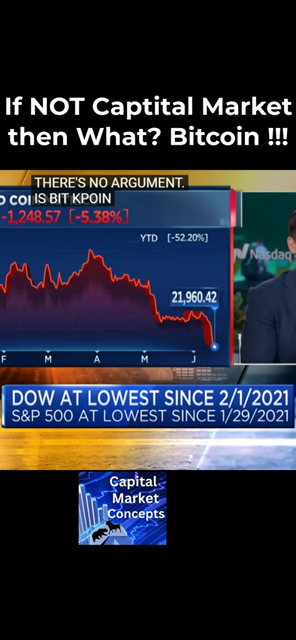 If NOT Captital Market
then What? Bitcoin !!!
THERE'S NO ARGUMENT.
IS BIT KPOIN
-1,248.57 [-5.38%]
YTD [-52.20%]
Nasdaq
21,960.42
F M A M J
DOW AT LOWEST SINCE 2/1/2021
S&P 500 AT LOWEST SINCE 1/29/2021
Capital
Market
Concepts